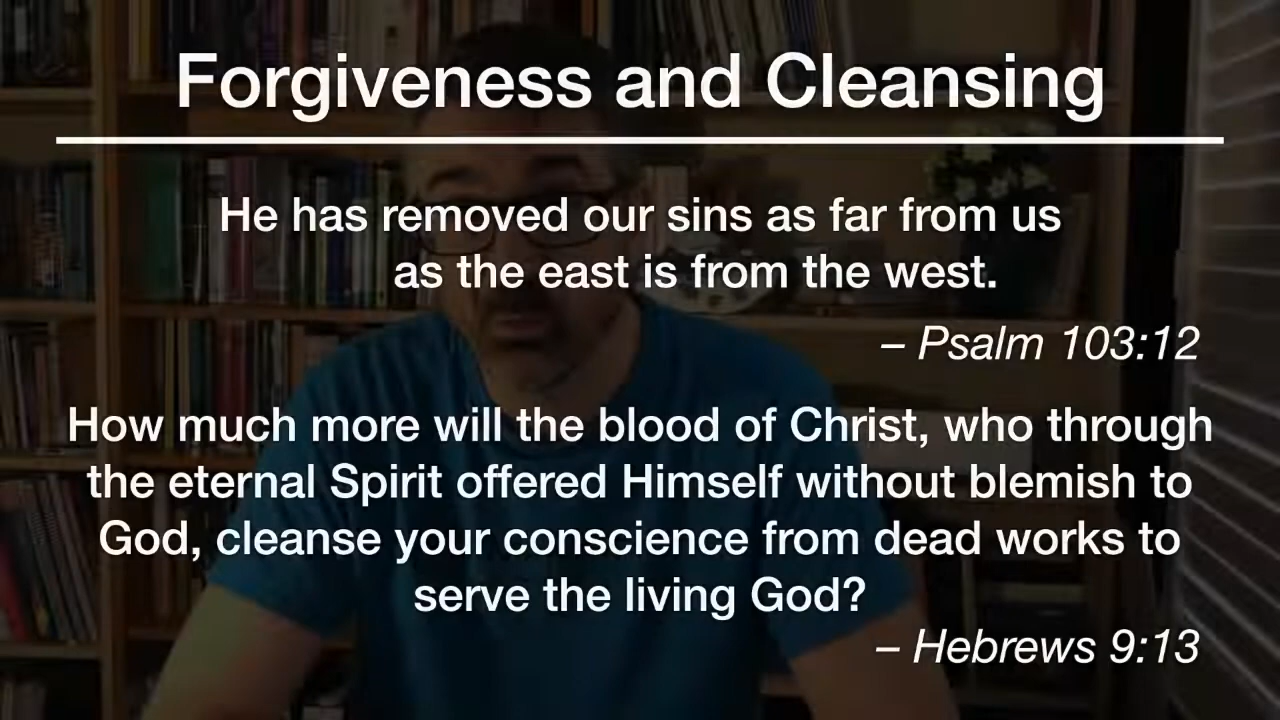 Forgiveness and Cleansing
He has removed our sins as far from us
as the east is from the west.
– Psalm 103:12
How much more will the blood of Christ, who through
the eternal Spirit offered Himself without blemish to
God, cleanse your conscience from dead works to
serve the living God?
– Hebrews 9:13